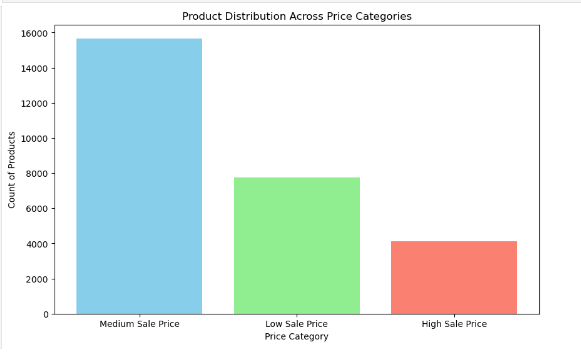 Product Distribution Across Price Categories
16000
14000
12000
10000
8000
6000
4000
2000
0
Count of Products
Medium Sale Price
Low Sale Price
High Sale Price
Price Category